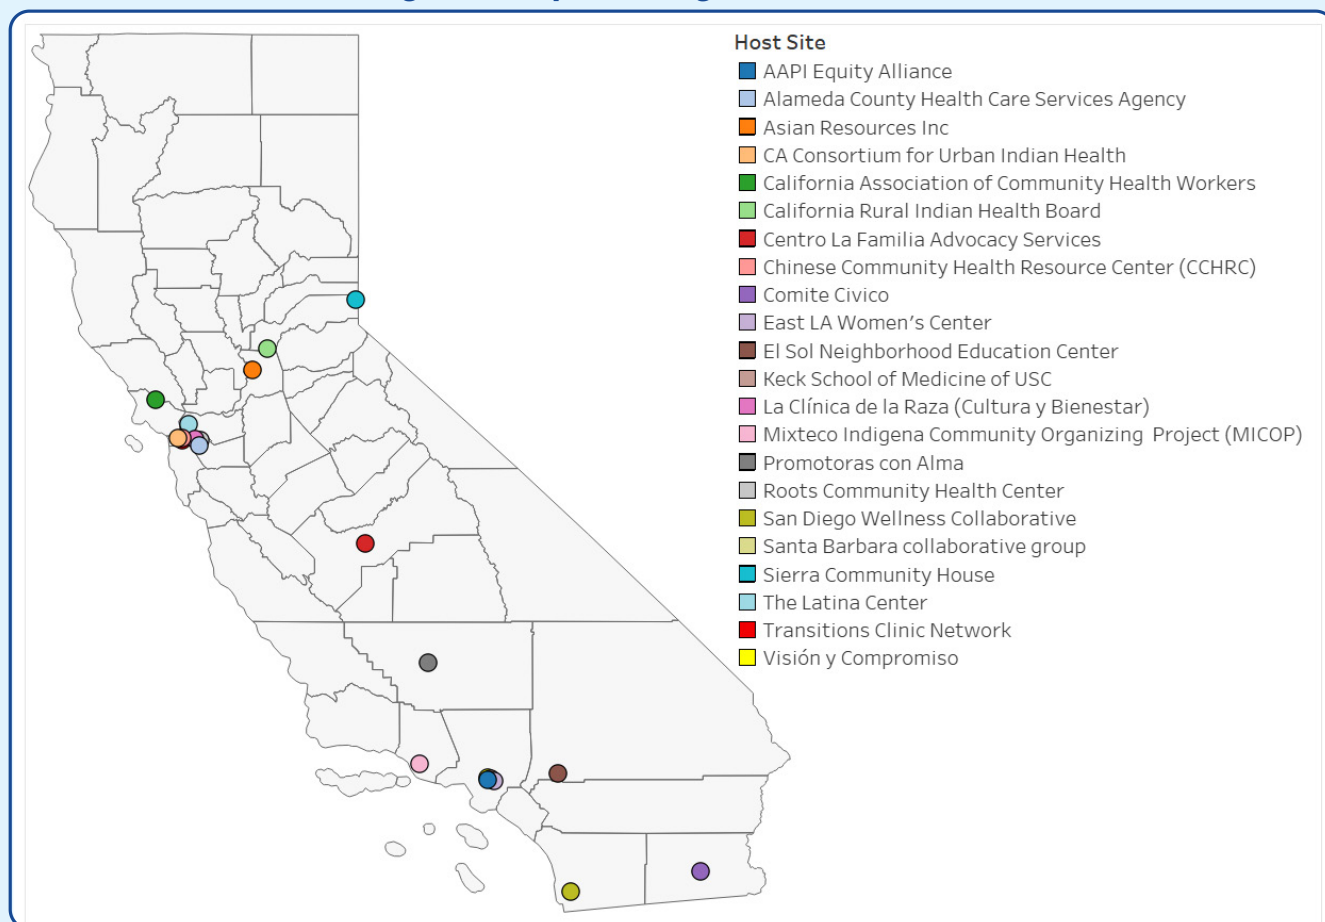 Host Site
AAPI Equity Alliance
Alameda County Health Care Services Agency
Asian Resources Inc
CA Consortium for Urban Indian Health
California Association of Community Health Workers
California Rural Indian Health Board
Centro La Familia Advocacy Services
Chinese Community Health Resource Center (CCHRC)
Comite Civico
East LA Women's Center
El Sol Neighborhood Education Center
Keck School of Medicine of USC
La Clínica de la Raza (Cultura y Bienestar)
Mixteco Indigena Community Organizing Project (MICOP)
Promotoras con Alma
Roots Community Health Center
San Diego Wellness Collaborative
Santa Barbara collaborative group
Sierra Community House
The Latina Center
Transitions Clinic Network
Visión y Compromiso